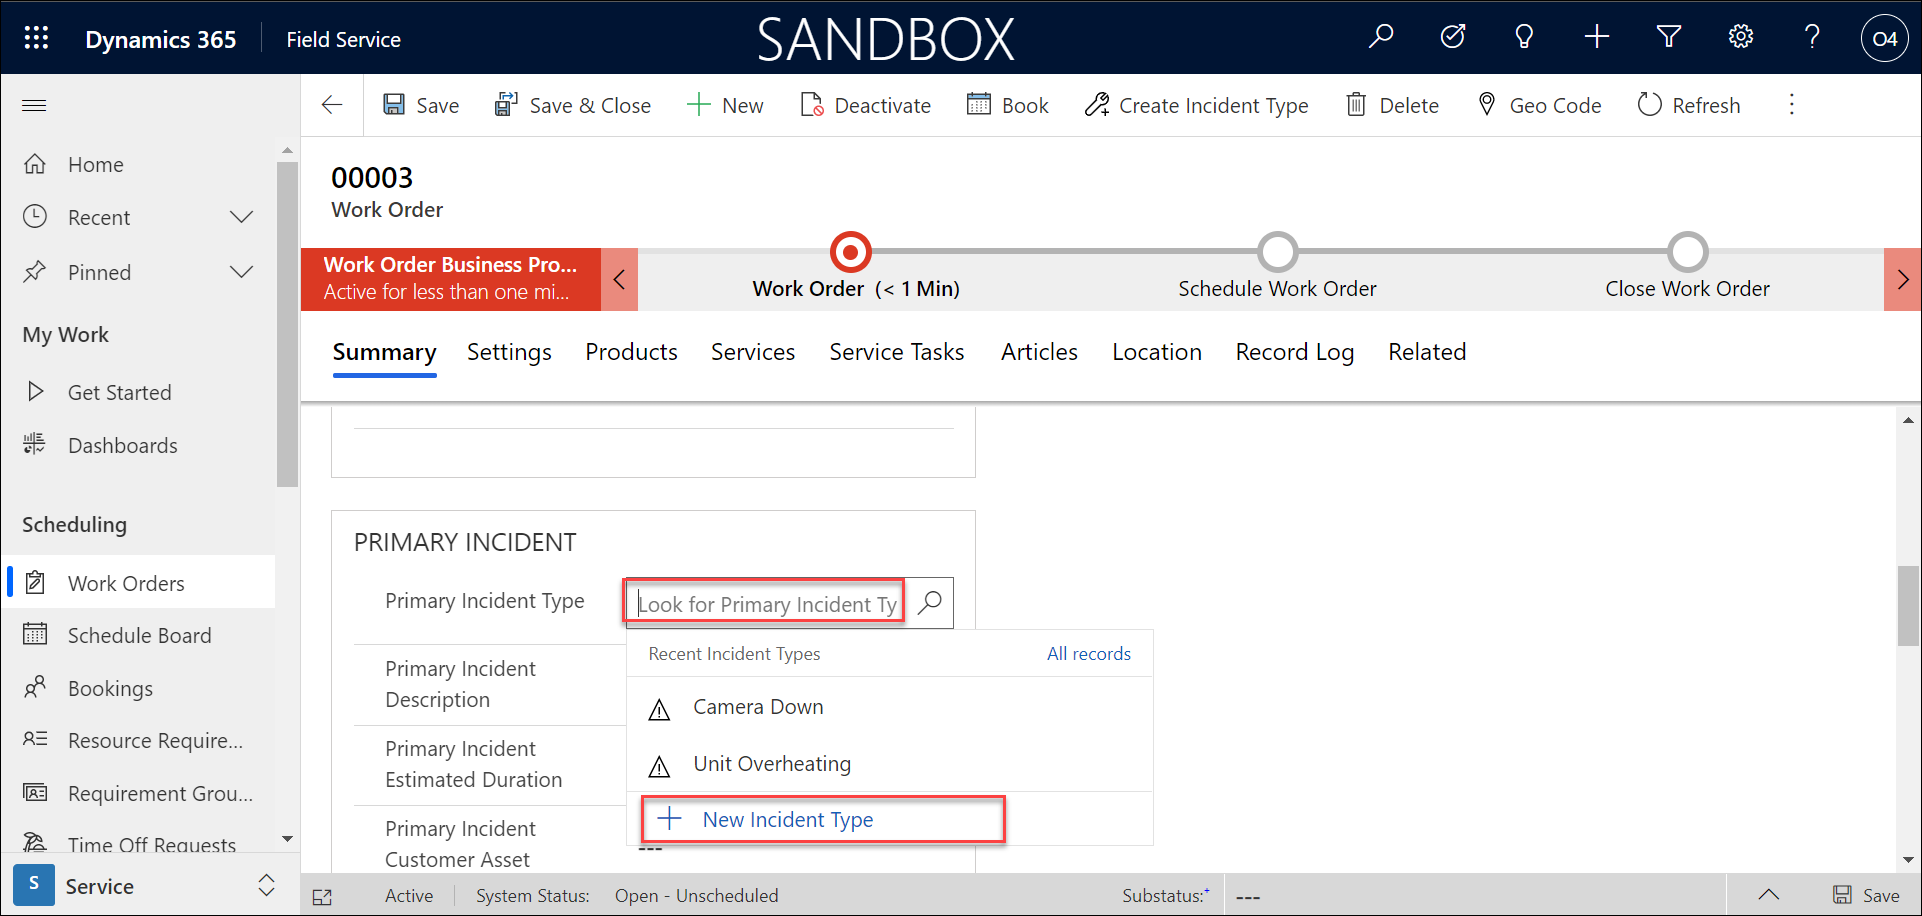 Dynamics 365
Field Service
SANDBOX
O4
Save
Save & Close
New
Deactivate
Book
Create Incident Type
Delete
Geo Code
Refresh
Home
Recent
Pinned
My Work
Get Started
Dashboards
Scheduling
Work Orders
Schedule Board
Bookings
Resource Require...
Requirement Grou...
Time Off Requests
S
Service
00003
Work Order
Work Order Business Pro...
Active for less than one mi...
Work Order (< 1 Min)
Schedule Work Order
Close Work Order
Summary
Settings
Products
Services
Service Tasks
Articles
Location
Record Log
Related
PRIMARY INCIDENT
Primary Incident Type
Look for Primary Incident Ty
Recent Incident Types
All records
Camera Down
Unit Overheating
New Incident Type
Primary Incident
Description
Primary Incident
Estimated Duration
Primary Incident
Customer Asset
---
Active
System Status:
Open - Unscheduled
Substatus:+
---
Save